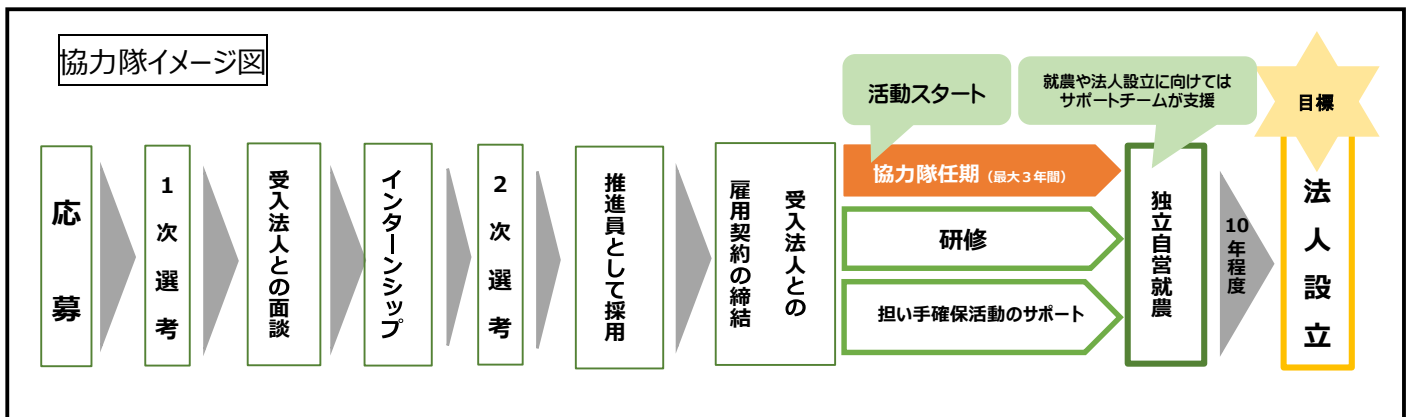 協力隊イメージ図
活動スタート
就農や法人設立に向けては
サポートチームが支援
目標
応募
1次選考
受入法人との面談
インターンシップ
2次選考
推進員として採用
受入法人との
雇用契約の締結
協力隊任期（最大３年間）
研修
担い手確保活動のサポート
独立自営就農
10年程度
法人設立